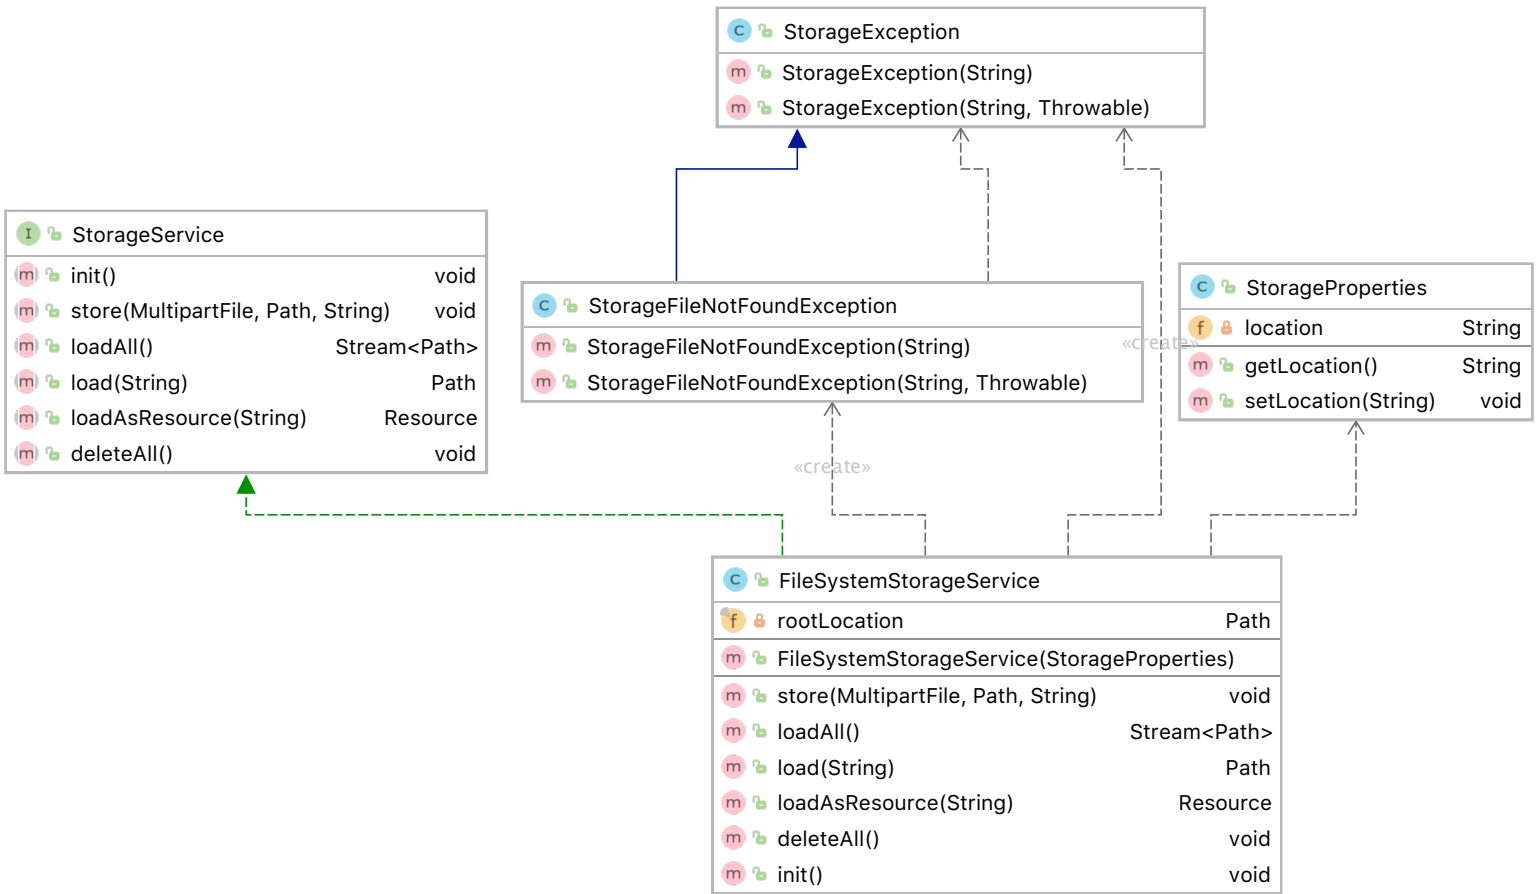 C StorageException
m StorageException(String)
m StorageException(String, Throwable)
I StorageService
m init() void
m store(MultipartFile, Path, String) void
m loadAll() Stream<Path>
m load(String) Path
m loadAsResource(String) Resource
m deleteAll() void
C StorageFileNotFoundException
m StorageFileNotFoundException(String)
m StorageFileNotFoundException(String, Throwable)
«create»
C StorageProperties
f location String
m getLocation() String
m setLocation(String) void
«create»
C FileSystemStorageService
f rootLocation Path
m FileSystemStorageService(StorageProperties)
m store(MultipartFile, Path, String) void
m loadAll() Stream<Path>
m load(String) Path
m loadAsResource(String) Resource
m deleteAll() void
m init() void